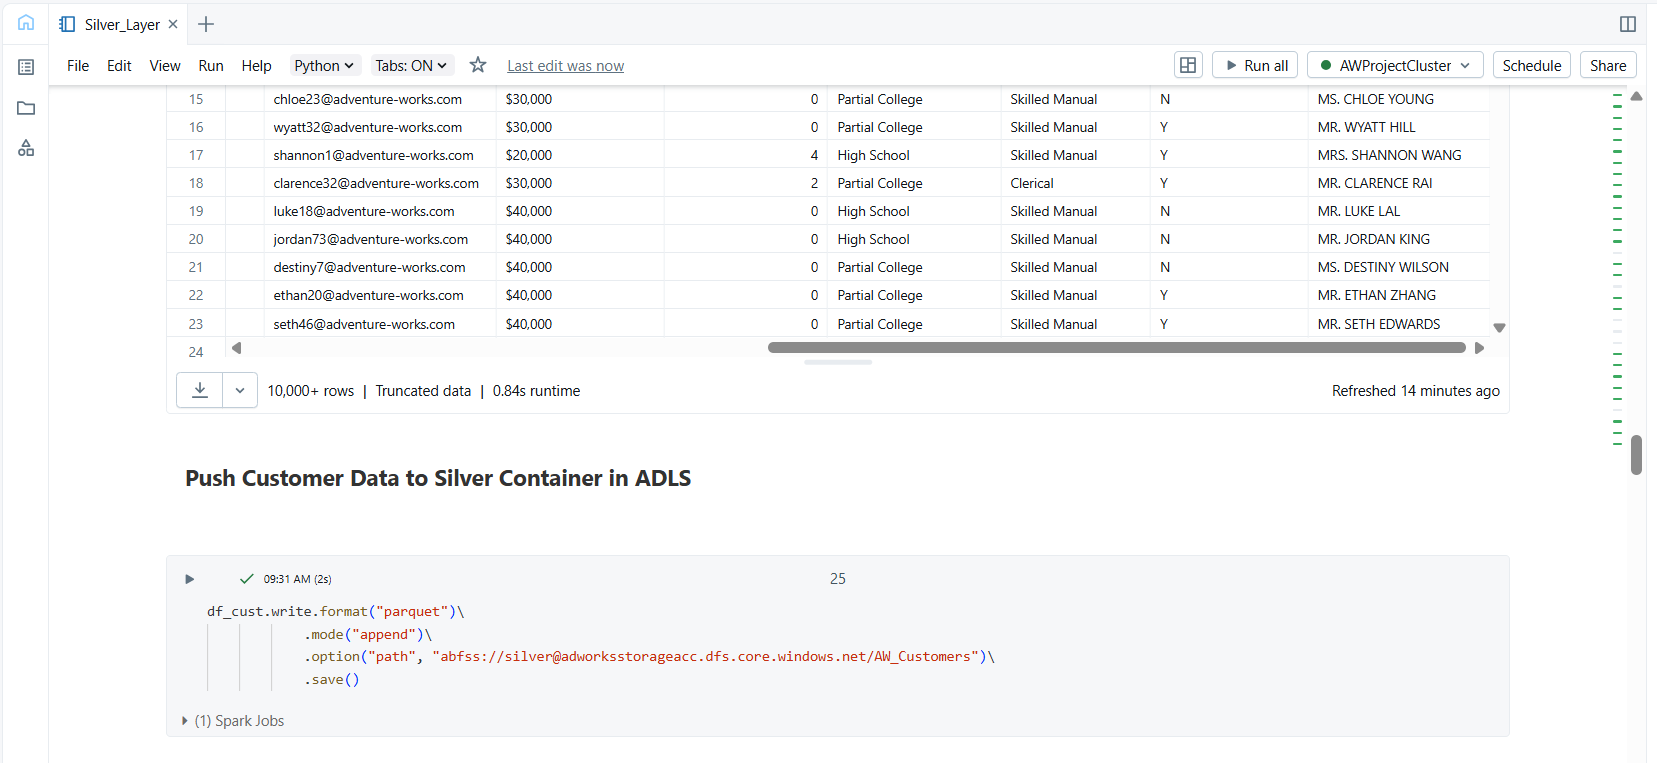 Silver_Layer
File Edit View Run Help Python Tabs: ON Last edit was now Run all AWProjectCluster Schedule Share
15 chloe23@adventure-works.com $30,000 0 Partial College Skilled Manual N MS. CHLOE YOUNG
16 wyatt32@adventure-works.com $30,000 0 Partial College Skilled Manual Y MR. WYATT HILL
17 shannon1@adventure-works.com $20,000 4 High School Skilled Manual Y MRS. SHANNON WANG
18 clarence32@adventure-works.com $30,000 2 Partial College Clerical Y MR. CLARENCE RAI
19 luke18@adventure-works.com $40,000 0 High School Skilled Manual N MR. LUKE LAL
20 jordan73@adventure-works.com $40,000 0 High School Skilled Manual N MR. JORDAN KING
21 destiny7@adventure-works.com $40,000 0 Partial College Skilled Manual N MS. DESTINY WILSON
22 ethan20@adventure-works.com $40,000 0 Partial College Skilled Manual Y MR. ETHAN ZHANG
23 seth46@adventure-works.com $40,000 0 Partial College Skilled Manual Y MR. SETH EDWARDS
24
10,000+ rows | Truncated data | 0.84s runtime Refreshed 14 minutes ago
Push Customer Data to Silver Container in ADLS
09:31 AM (2s) 25
df_cust.write.format("parquet")\
.mode("append")\
.option("path", "abfss://silver@adworksstorageacc.dfs.core.windows.net/AW_Customers")\
.save()
(1) Spark Jobs